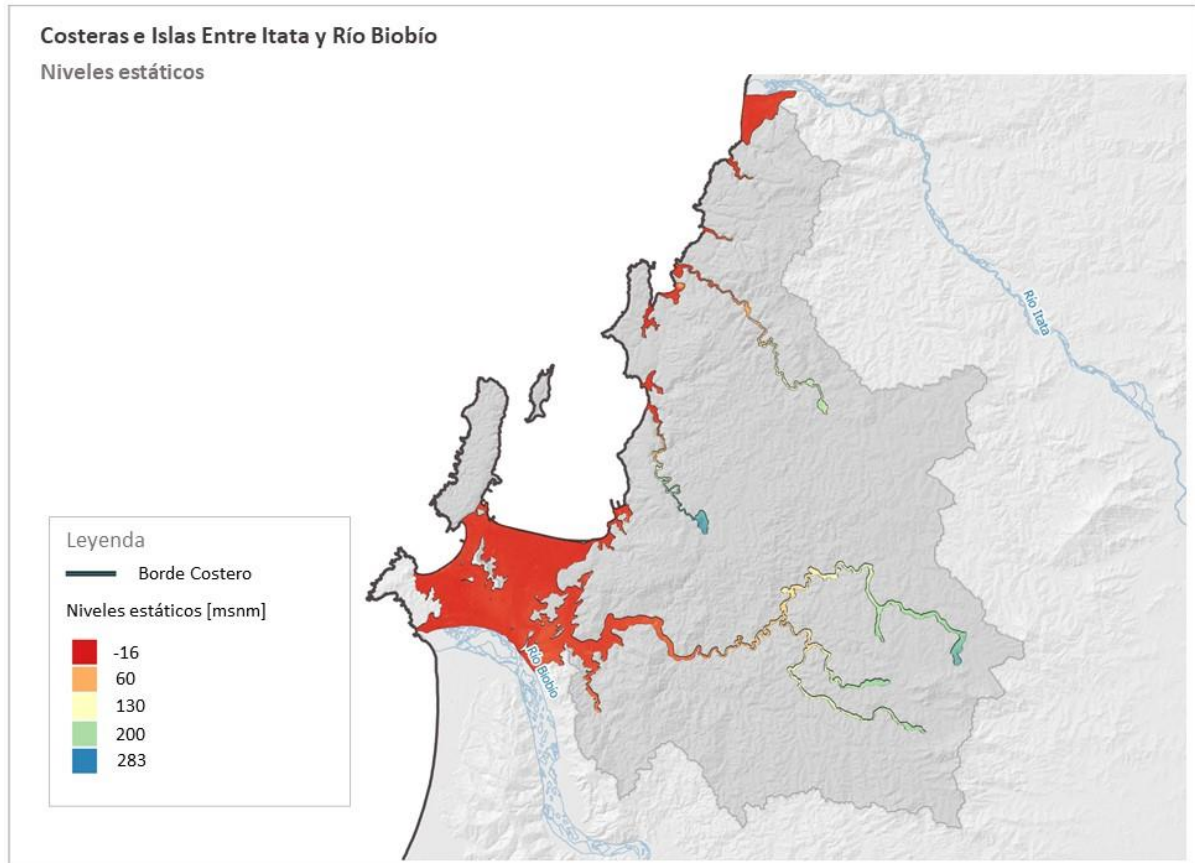 Costeras e Islas Entre Itata y Río Biobío
Niveles estáticos
Río Itata
Río Biobío
Leyenda
Borde Costero
Niveles estáticos [msnm]
-16
60
130
200
283